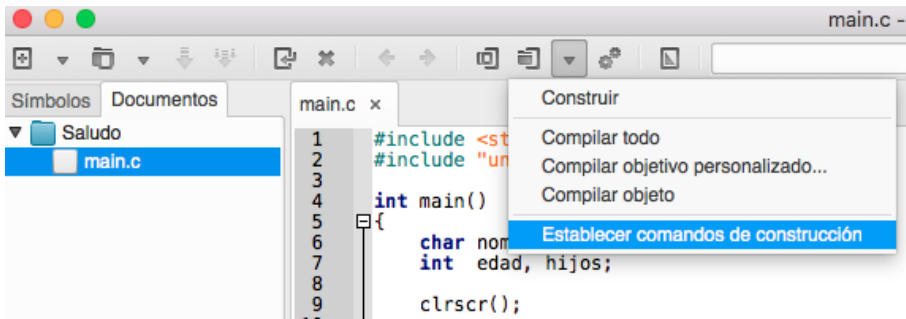 main.c -
Símbolos Documentos
main.c ×
Saludo
main.c
Construir
Compilar todo
Compilar objetivo personalizado...
Compilar objeto
Establecer comandos de construcción
1 #include <st
2 #include "un
3
4 int main()
5 {
6 char nom
7 int edad, hijos;
8
9 clrscr();